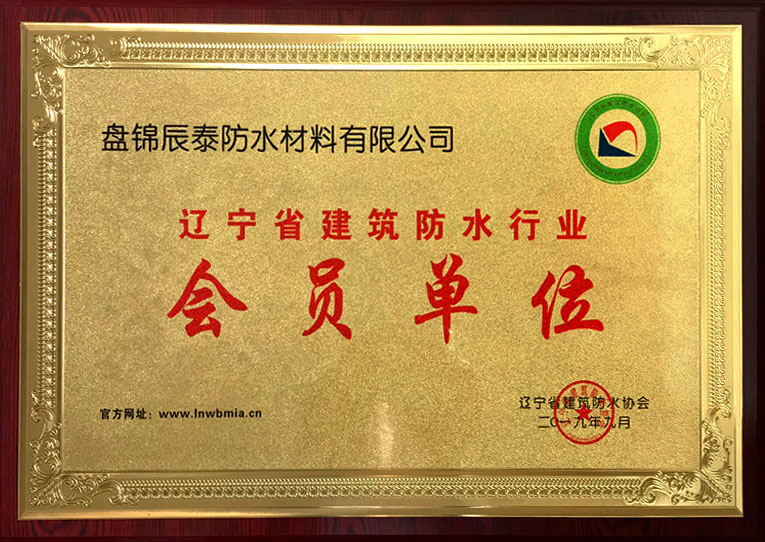 盘锦辰泰防水材料有限公司
辽宁省建筑防水行业
会员单位
官方网址：www.lnwbmia.cn
辽宁省建筑防水协会
二〇一九年九月